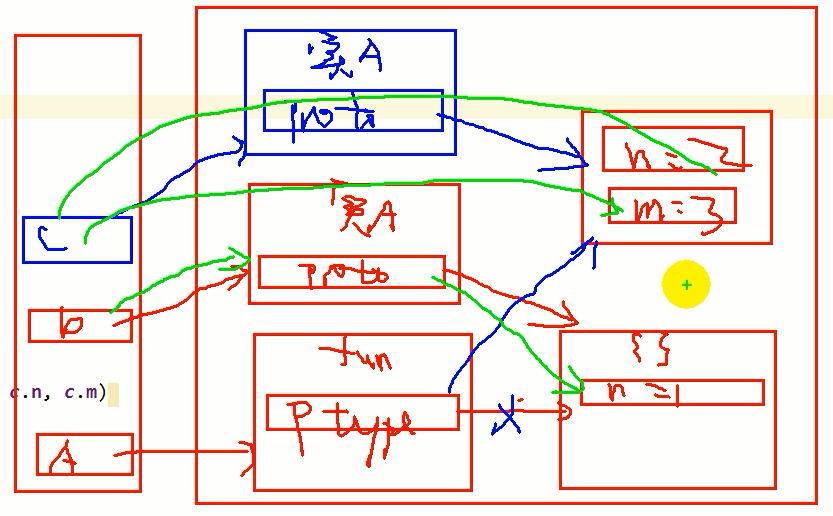 实A
proto
n=2
m=3
C
实A
proto
b
fun
{}
n=1
c.n, c.m)
P type
A